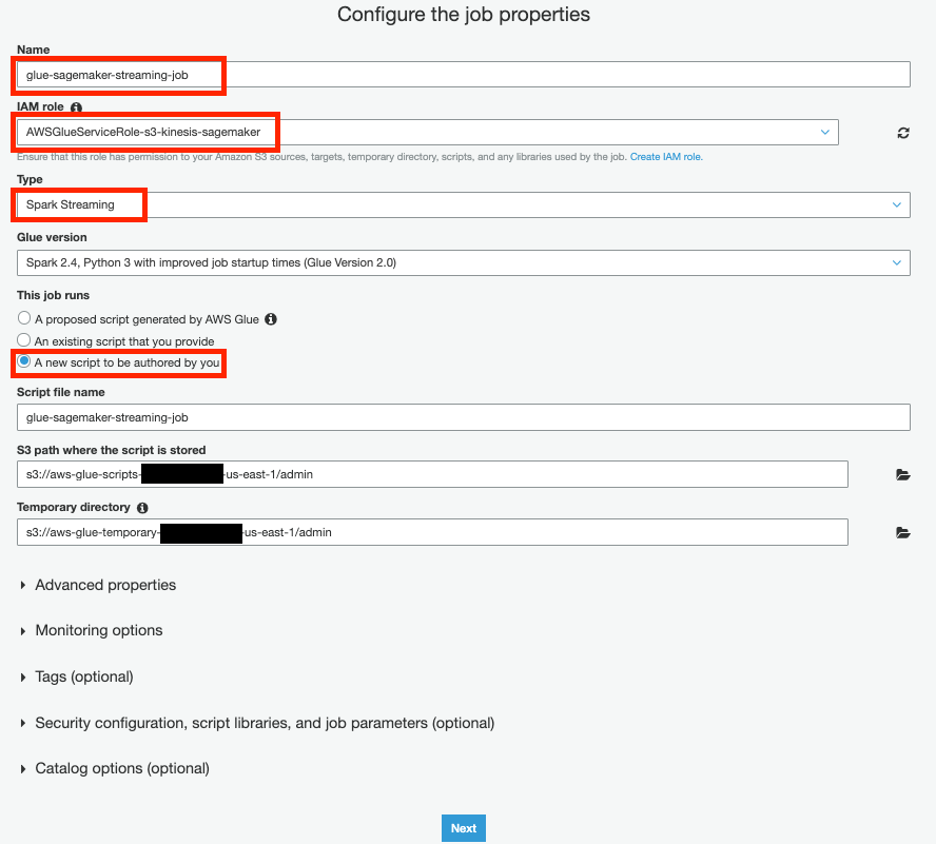 Configure the job properties
Name
glue-sagemaker-streaming-job
IAM role
AWSGlueServiceRole-s3-kinesis-sagemaker
Ensure that this role has permission to your Amazon S3 sources, targets, temporary directory, scripts, and any libraries used by the job. Create IAM role.
Type
Spark Streaming
Glue version
Spark 2.4, Python 3 with improved job startup times (Glue Version 2.0)
This job runs
A proposed script generated by AWS Glue
An existing script that you provide
A new script to be authored by you
Script file name
glue-sagemaker-streaming-job
S3 path where the script is stored
s3://aws-glue-scripts- -us-east-1/admin
Temporary directory
s3://aws-glue-temporary- -us-east-1/admin
Advanced properties
Monitoring options
Tags (optional)
Security configuration, script libraries, and job parameters (optional)
Catalog options (optional)
Next